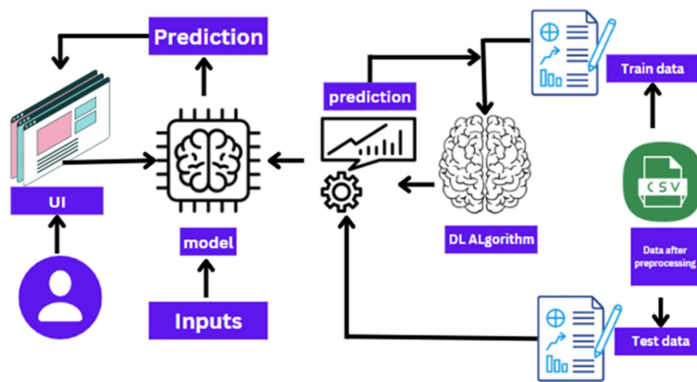 Prediction
Train data
prediction
CSV
UI
model
DL ALgorithm
Data after
preprocessing
Inputs
Test data